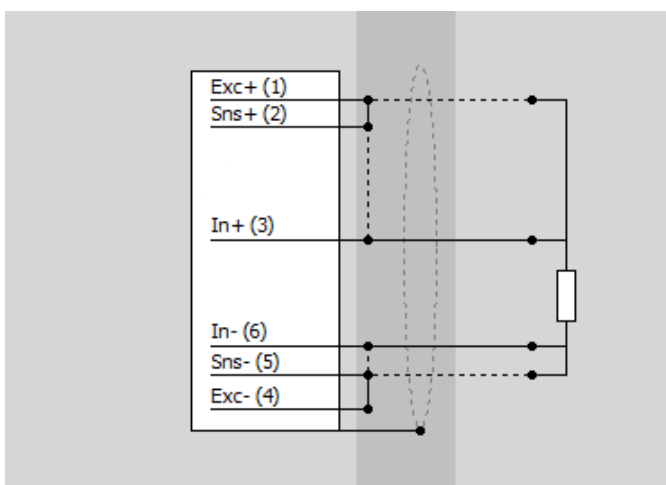 Exc+ (1)
Sns+ (2)
In+ (3)
In- (6)
Sns- (5)
Exc- (4)